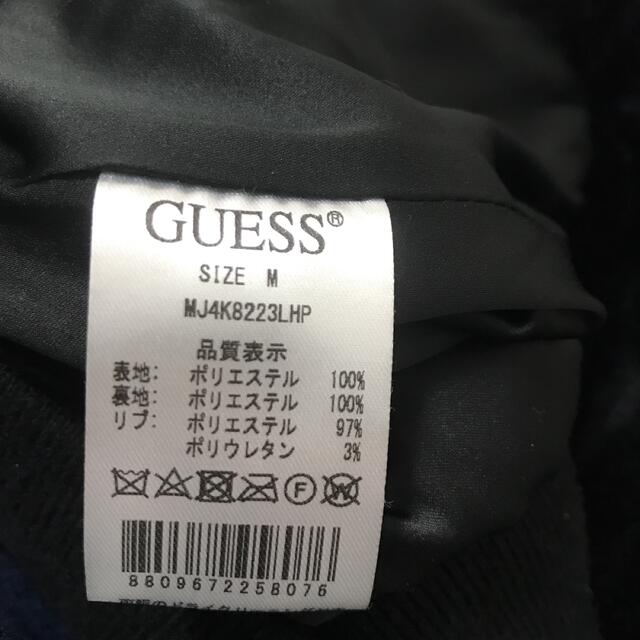 GUESS®
SIZE M
MJ4K8223LHP
品質表示
表地: ポリエステル 100%
裏地: ポリエステル 100%
リブ: ポリエステル 97%
ポリウレタン 3%
F W
8809672258076